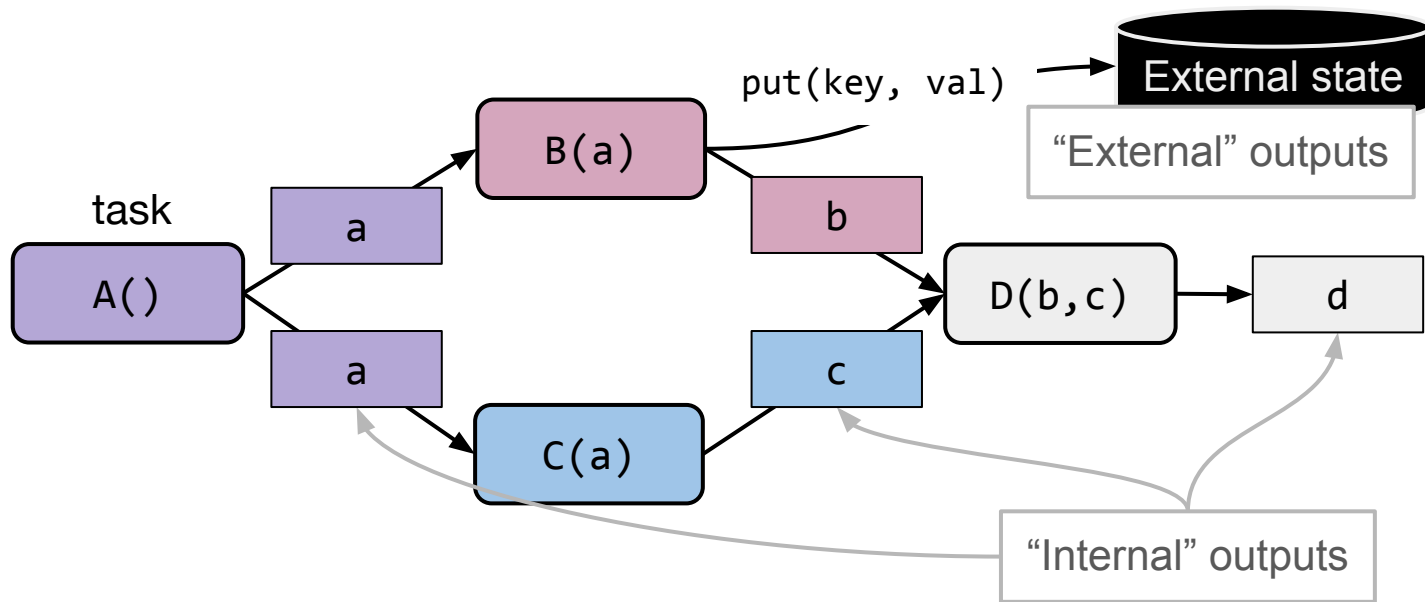 put(key, val)
External state
“External” outputs
B(a)
task
a
b
A()
D(b,c)
d
a
c
C(a)
“Internal” outputs